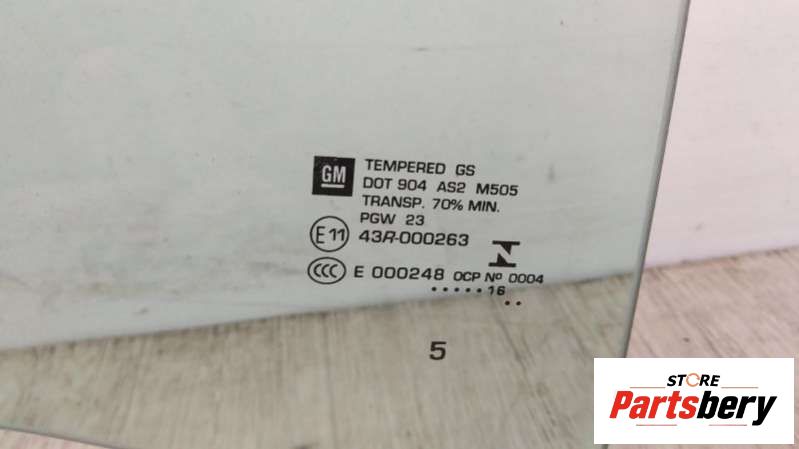 GM
TEMPERED GS
DOT 904 AS2 M505
TRANSP. 70% MIN.
PGW 23
E11 43R-000263
CCC E 000248 OCP Nº 0004
N
•••••16
••
5
STORE
Partsbery